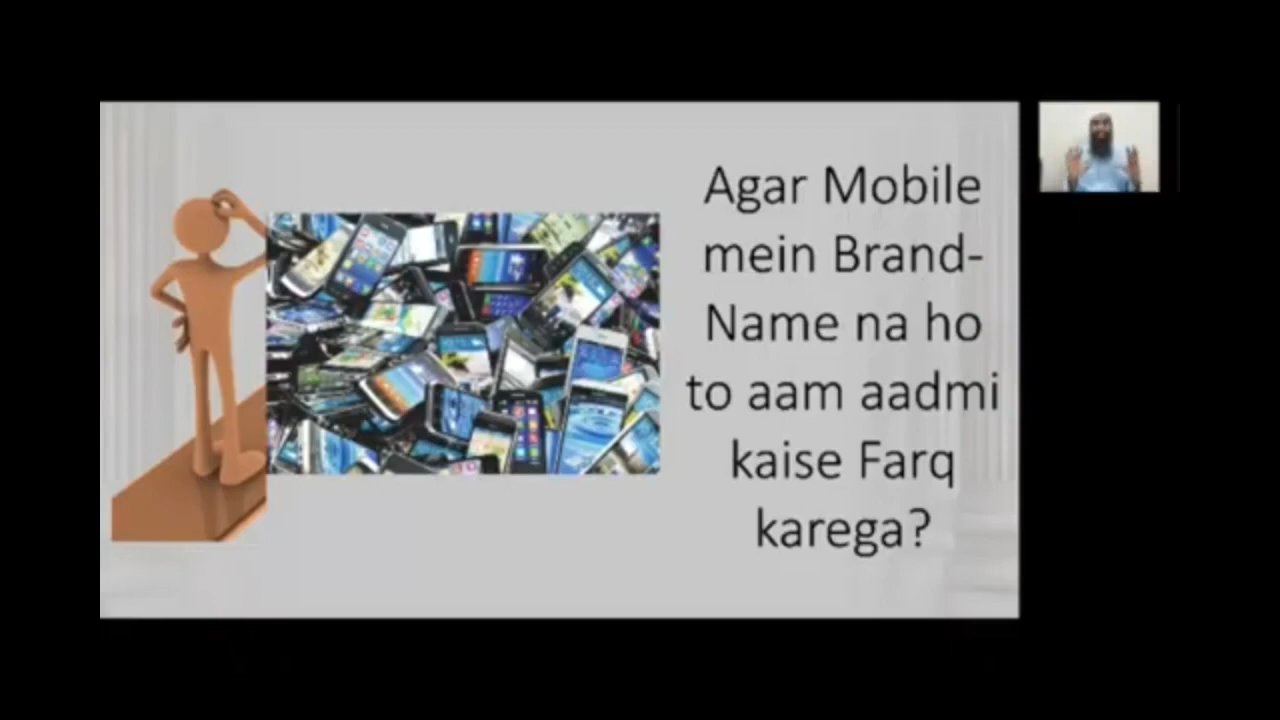 Agar Mobile
mein Brand-
Name na ho
to aam aadmi
kaise Farq
karega?